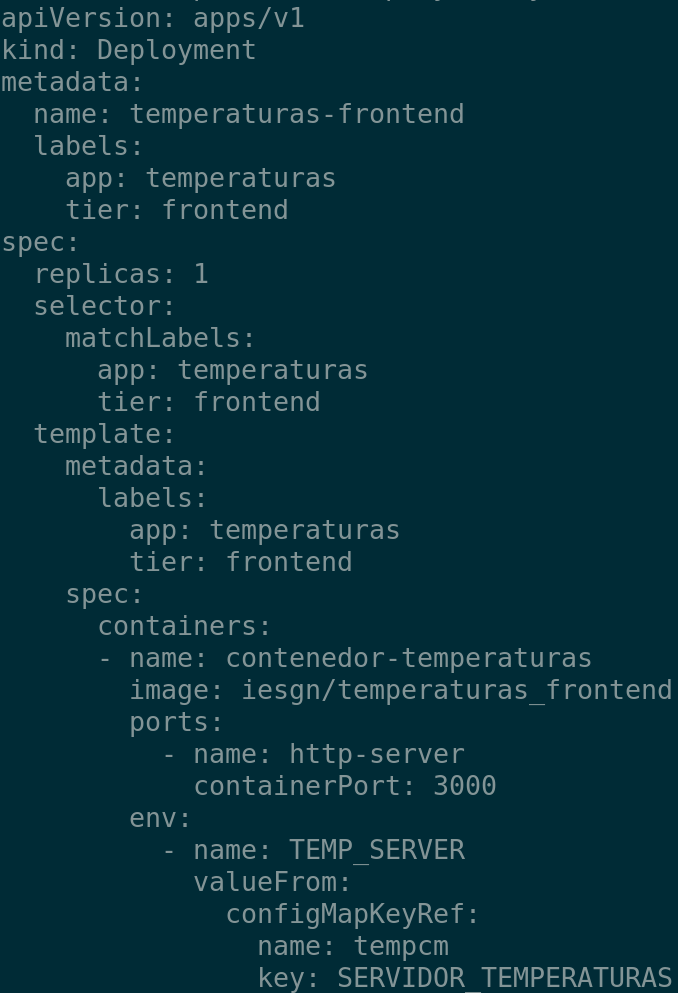 apiVersion: apps/v1
kind: Deployment
metadata:
  name: temperaturas-frontend
  labels:
    app: temperaturas
    tier: frontend
spec:
  replicas: 1
  selector:
    matchLabels:
      app: temperaturas
      tier: frontend
  template:
    metadata:
      labels:
        app: temperaturas
        tier: frontend
    spec:
      containers:
      - name: contenedor-temperaturas
        image: iesgn/temperaturas_frontend
        ports:
          - name: http-server
            containerPort: 3000
        env:
          - name: TEMP_SERVER
            valueFrom:
              configMapKeyRef:
                name: tempcm
                key: SERVIDOR_TEMPERATURAS